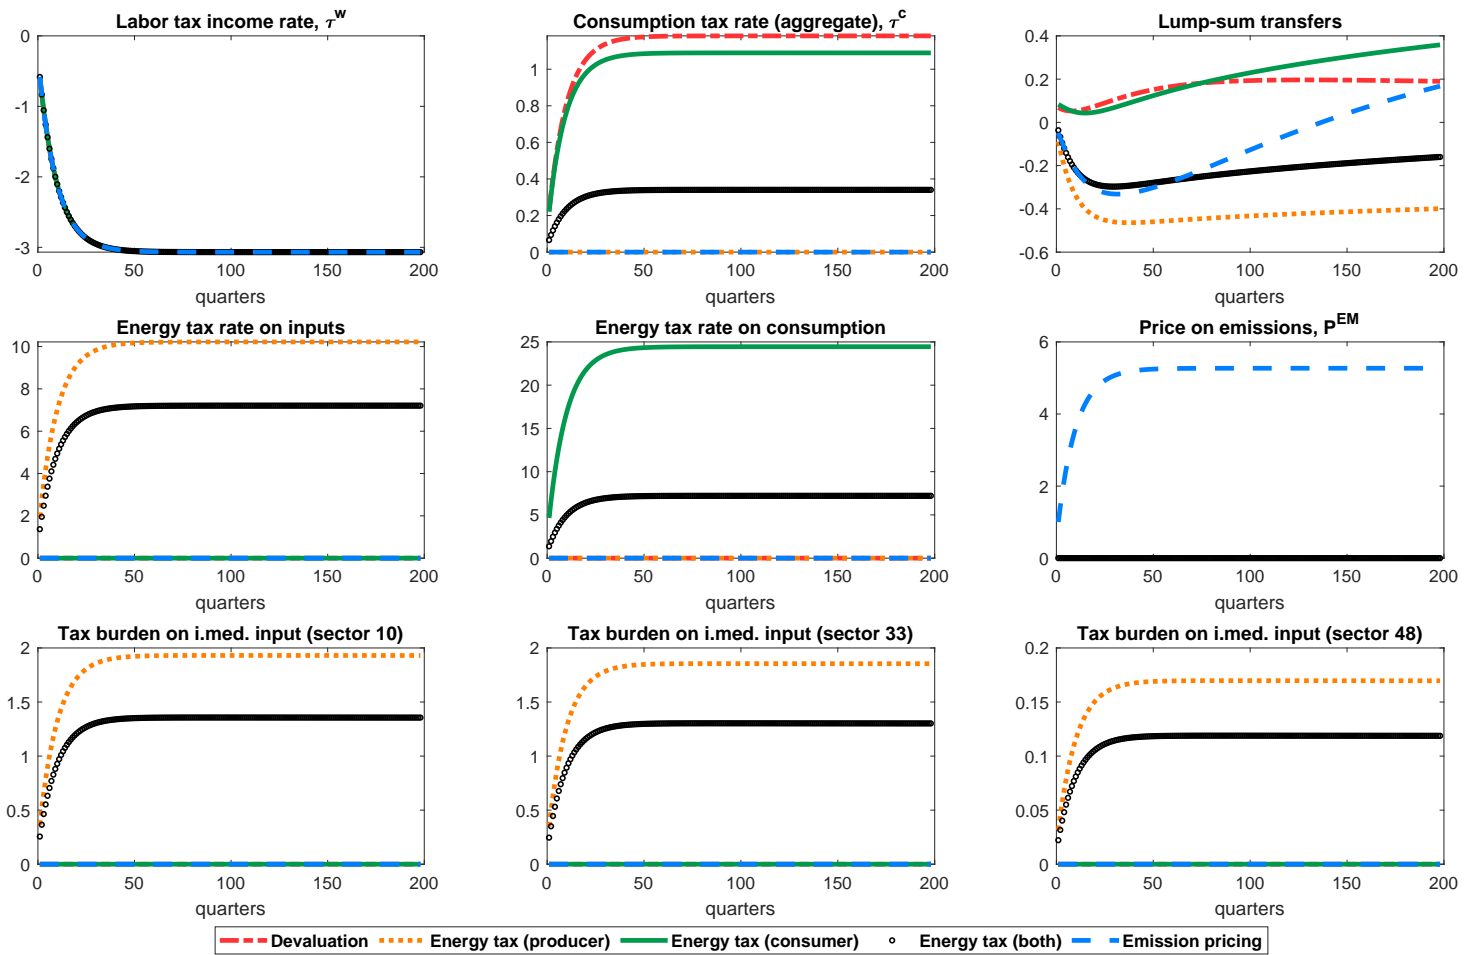 Labor tax income rate, τ^w
Consumption tax rate (aggregate), τ^c
Lump-sum transfers
0
-1
-2
-3
0 50 100 150 200
quarters
1
0.8
0.6
0.4
0.2
0
0 50 100 150 200
quarters
0.4
0.2
0
-0.2
-0.4
-0.6
0 50 100 150 200
quarters
Energy tax rate on inputs
Energy tax rate on consumption
Price on emissions, P^EM
10
8
6
4
2
0
0 50 100 150 200
quarters
25
20
15
10
5
0
0 50 100 150 200
quarters
6
4
2
0
0 50 100 150 200
quarters
Tax burden on i.med. input (sector 10)
Tax burden on i.med. input (sector 33)
Tax burden on i.med. input (sector 48)
2
1.5
1
0.5
0
0 50 100 150 200
quarters
2
1.5
1
0.5
0
0 50 100 150 200
quarters
0.2
0.15
0.1
0.05
0
0 50 100 150 200
quarters
Devaluation Energy tax (producer) Energy tax (consumer) Energy tax (both) Emission pricing